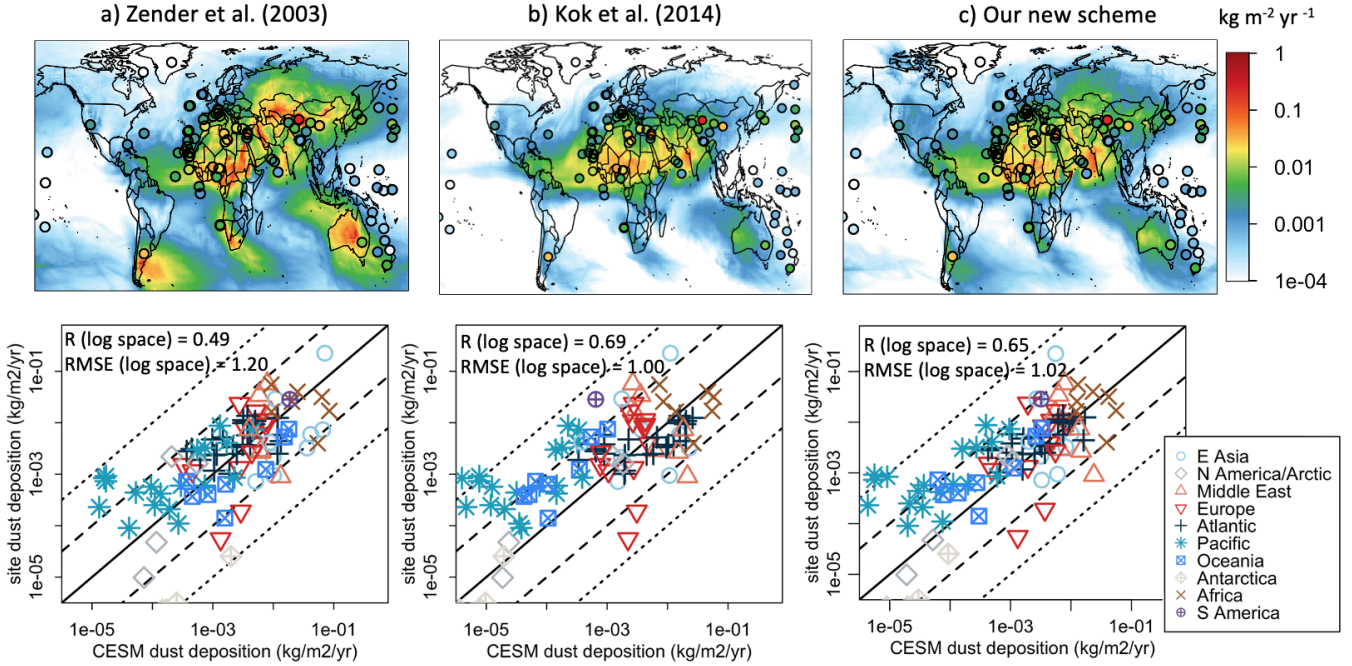 a) Zender et al. (2003)
b) Kok et al. (2014)
c) Our new scheme
kg m-2 yr -1
1
0.1
0.01
0.001
1e-04
R (log space) = 0.49
RMSE (log space) = 1.20
site dust deposition (kg/m2/yr)
1e-01
1e-03
1e-05
1e-05 1e-03 1e-01
CESM dust deposition (kg/m2/yr)
R (log space) = 0.69
RMSE (log space) = 1.00
site dust deposition (kg/m2/yr)
1e-01
1e-03
1e-05
1e-05 1e-03 1e-01
CESM dust deposition (kg/m2/yr)
R (log space) = 0.65
RMSE (log space) = 1.02
site dust deposition (kg/m2/yr)
1e-01
1e-03
1e-05
1e-05 1e-03 1e-01
CESM dust deposition (kg/m2/yr)
E Asia
N America/Arctic
Middle East
Europe
Atlantic
Pacific
Oceania
Antarctica
Africa
S America